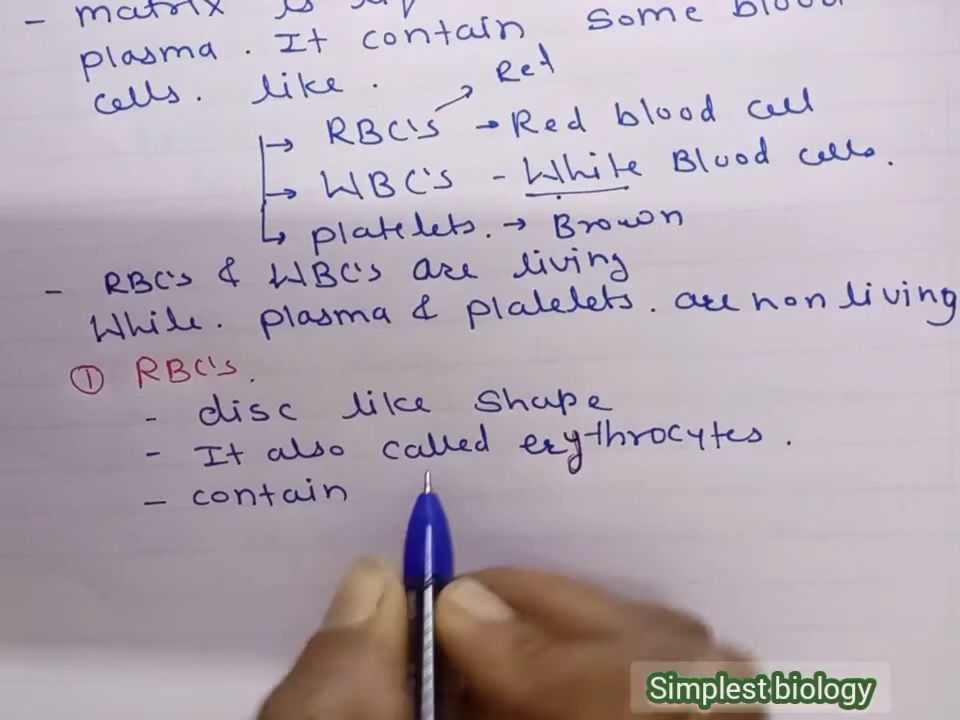 - matrix is
plasma. It contain some blood
cells. like. Red
→ RBC's → Red blood cell
→ WBC's - White Blood cells.
→ platelets. → Brown
- RBC's & WBC's are living
While. plasma & platelets. are non living
① RBC's.
- disc like shape
- It also called erythrocytes.
- contain
Simplest biology